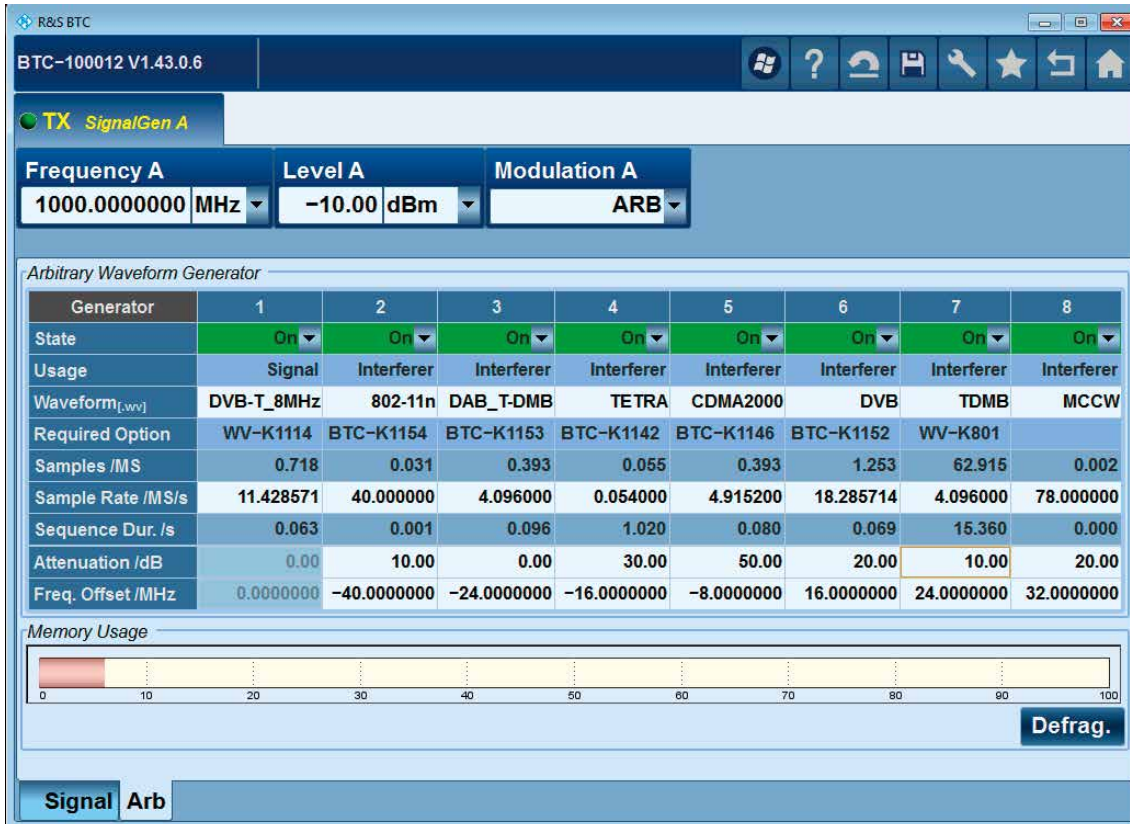 R&S BTC
BTC-100012 V1.43.0.6
?
TX SignalGen A
Frequency A Level A Modulation A
1000.0000000 MHz -10.00 dBm ARB
Arbitrary Waveform Generator
Generator 1 2 3 4 5 6 7 8
State On On On On On On On On
Usage Signal Interferer Interferer Interferer Interferer Interferer Interferer Interferer
Waveform[.wv] DVB-T_8MHz 802-11n DAB_T-DMB TETRA CDMA2000 DVB TDMB MCCW
Required Option WV-K1114 BTC-K1154 BTC-K1153 BTC-K1142 BTC-K1146 BTC-K1152 WV-K801
Samples /MS 0.718 0.031 0.393 0.055 0.393 1.253 62.915 0.002
Sample Rate /MS/s 11.428571 40.000000 4.096000 0.054000 4.915200 18.285714 4.096000 78.000000
Sequence Dur. /s 0.063 0.001 0.096 1.020 0.080 0.069 15.360 0.000
Attenuation /dB 0.00 10.00 0.00 30.00 50.00 20.00 10.00 20.00
Freq. Offset /MHz 0.0000000 -40.0000000 -24.0000000 -16.0000000 -8.0000000 16.0000000 24.0000000 32.0000000
Memory Usage
0 10 20 30 40 50 60 70 80 90 100
Defrag.
Signal Arb